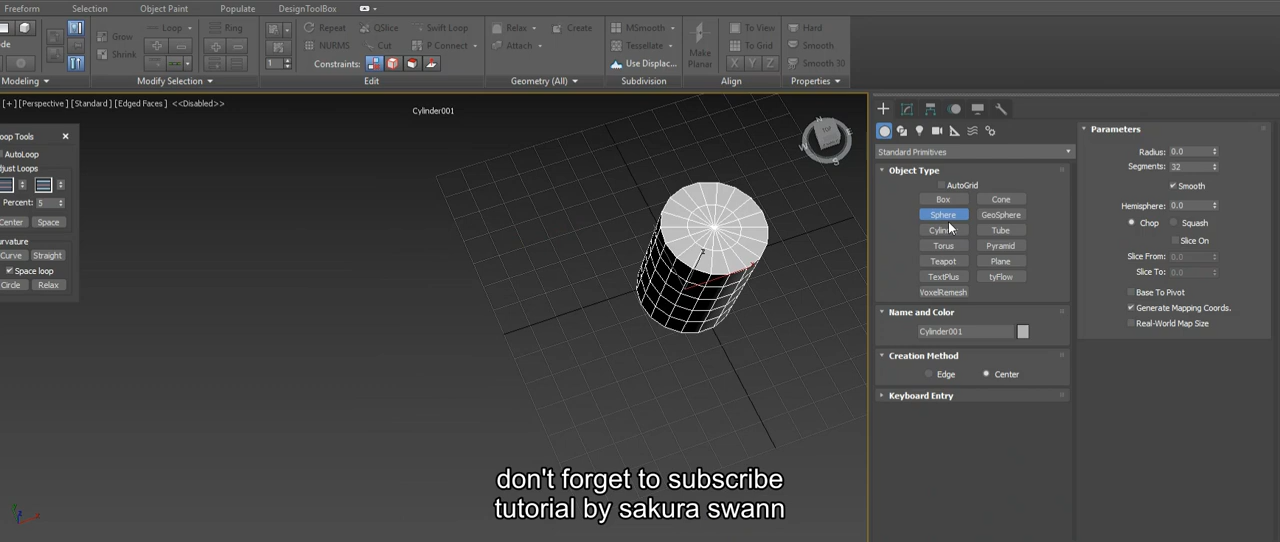 Freeform Selection Object Paint Populate DesignToolBox
Grow Loop Ring Repeat QSlice Swift Loop Relax Create MSmooth To View Hard
ode Shrink NURMS Cut P Connect Attach Tessellate Make Planar To Grid Smooth
1 Constraints: Use Displac... X Y Z Smooth 30
Modeling Modify Selection Edit Geometry (All) Subdivision Align Properties
[+] [Perspective] [Standard] [Edged Faces] <<Disabled>>
Cylinder001
TOP
N
W
S
oop Tools
AutoLoop
djust Loops
Percent: 5
Center Space
urvature
Curve Straight
Space loop
Circle Relax
Standard Primitives
Object Type
AutoGrid
Box Cone
Sphere GeoSphere
Cylin Tube
Torus Pyramid
Teapot Plane
TextPlus tyFlow
VoxelRemesh
Name and Color
Cylinder001
Creation Method
Edge Center
Keyboard Entry
Parameters
Radius: 0.0
Segments: 32
Smooth
Hemisphere: 0.0
Chop Squash
Slice On
Slice From: 0.0
Slice To: 0.0
Base To Pivot
Generate Mapping Coords.
Real-World Map Size
don't forget to subscribe
tutorial by sakura swann